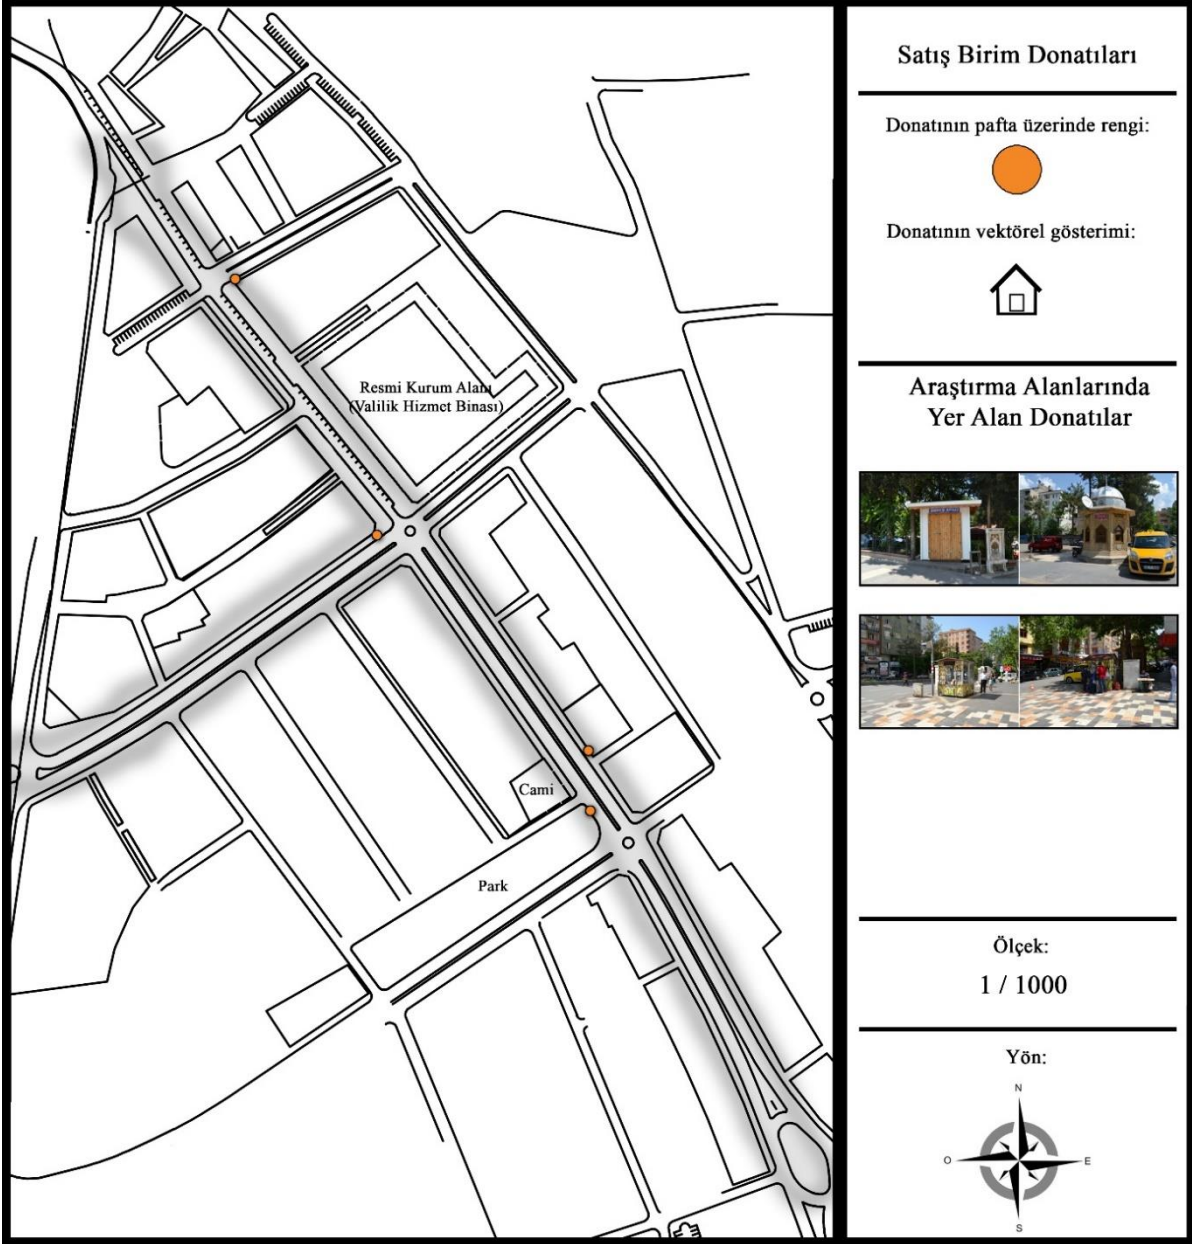 Resmi Kurum Alanı
(Valilik Hizmet Binası)
Cami
Park
Satış Birim Donatıları
Donatının pafta üzerinde rengi:
Donatının vektörel gösterimi:
Araştırma Alanlarında
Yer Alan Donatılar
Ölçek:
1 / 1000
Yön:
N
O
E
S